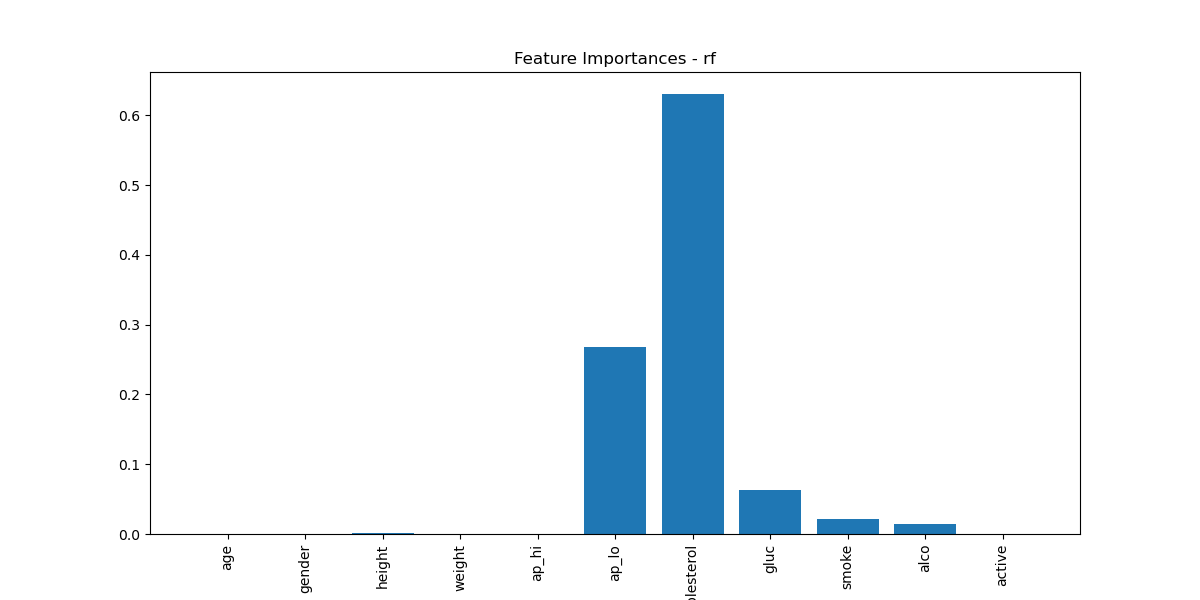 Feature Importances - rf
0.6
0.5
0.4
0.3
0.2
0.1
0.0
age
gender
height
weight
ap_hi
ap_lo
olesterol
gluc
smoke
alco
active